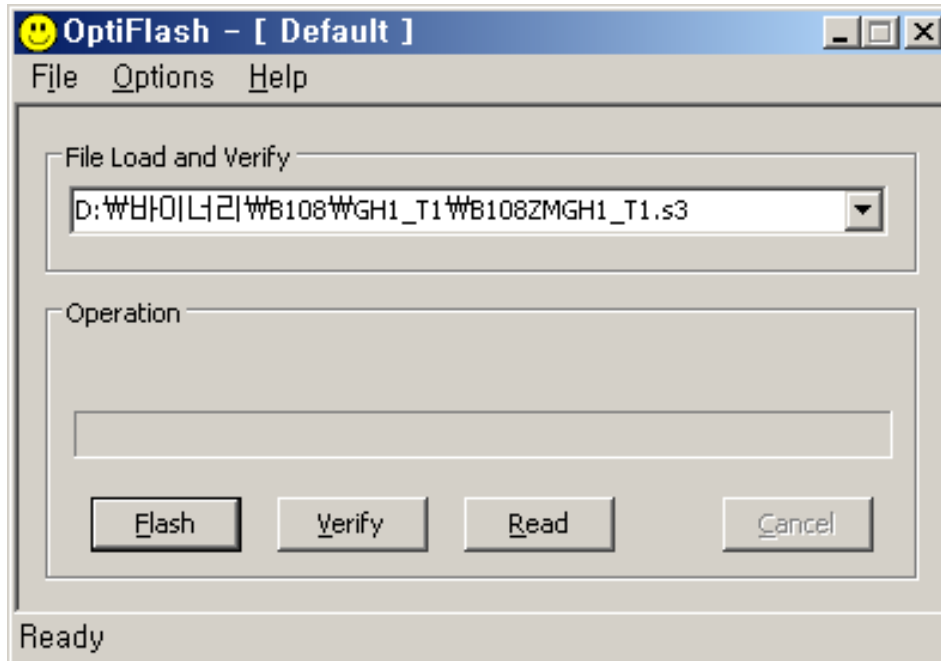 OptiFlash - [ Default ]
File Options Help
File Load and Verify
D:₩바이너리₩B108₩GH1_T1₩B108ZMGH1_T1.s3
Operation
Flash Verify Read Cancel
Ready